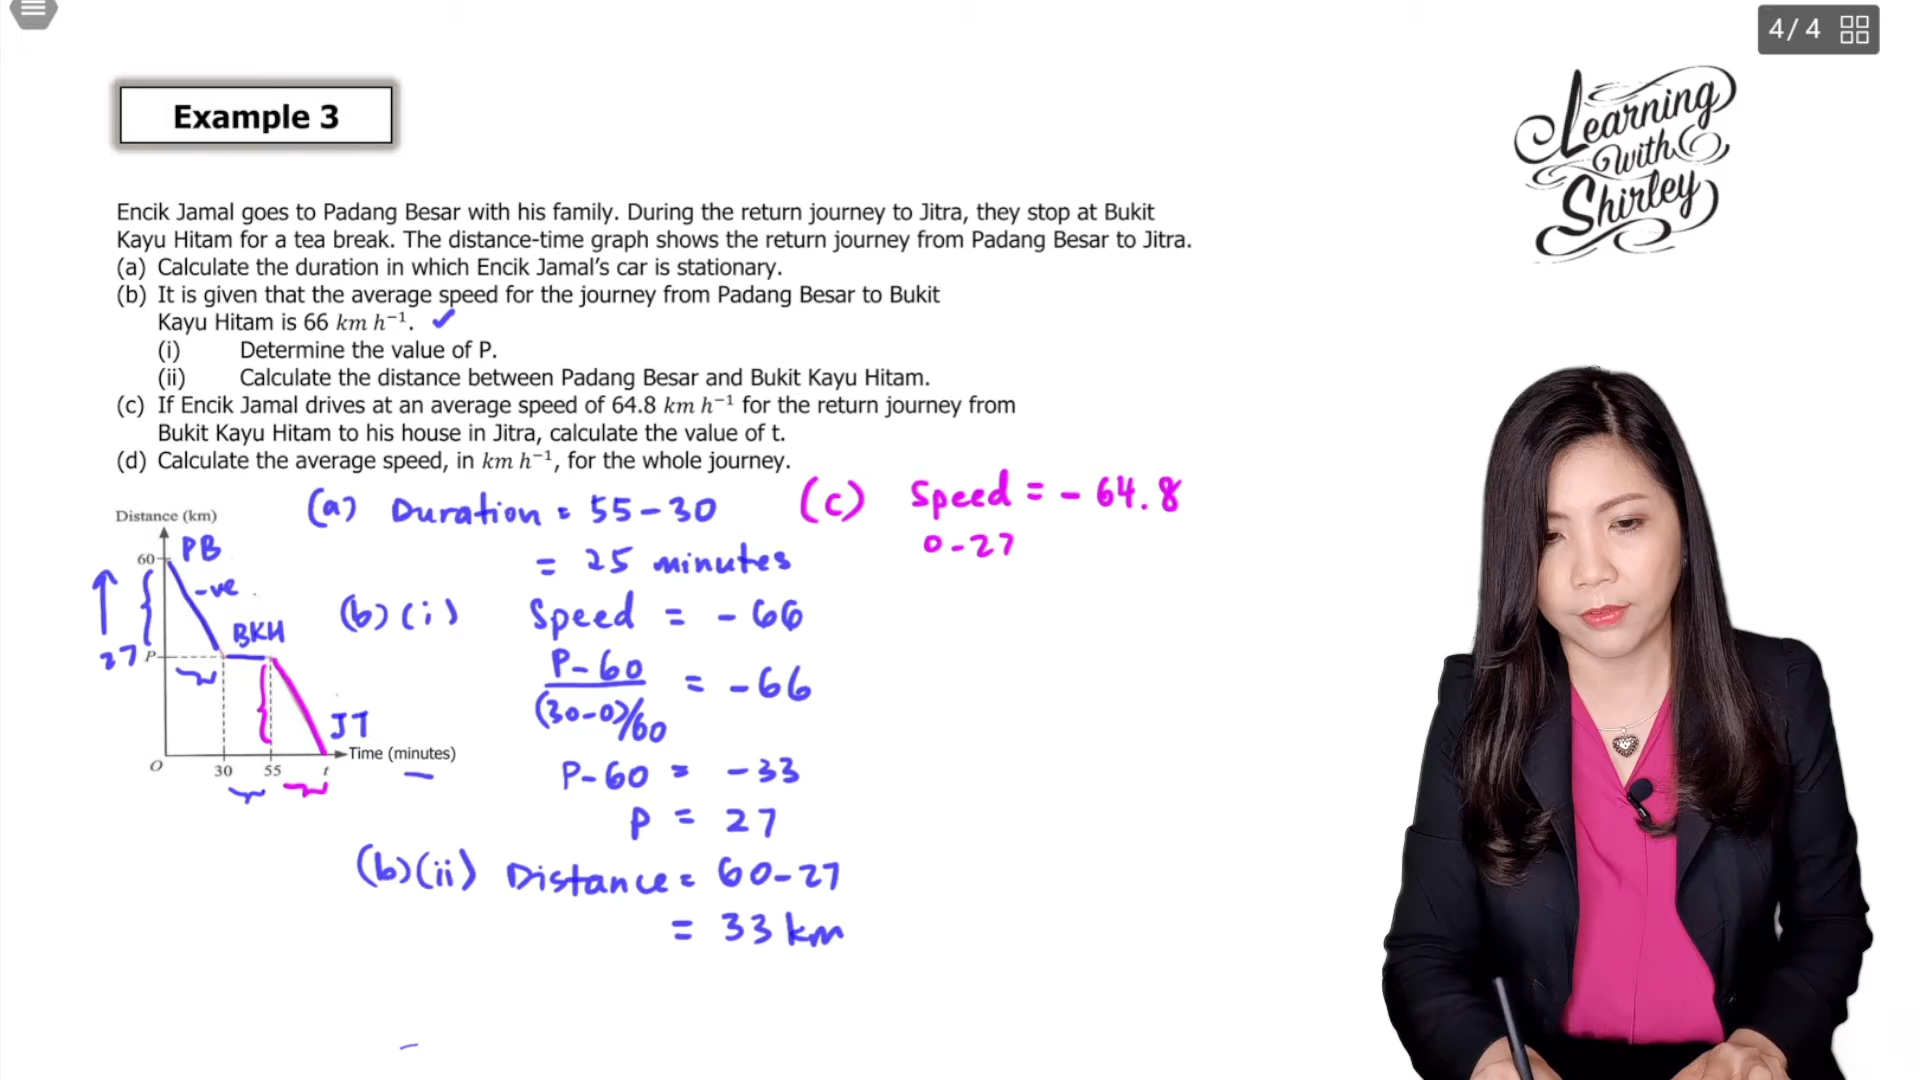 4/4
Example 3
Learning
with
Shirley
Encik Jamal goes to Padang Besar with his family. During the return journey to Jitra, they stop at Bukit
Kayu Hitam for a tea break. The distance-time graph shows the return journey from Padang Besar to Jitra.
(a) Calculate the duration in which Encik Jamal’s car is stationary.
(b) It is given that the average speed for the journey from Padang Besar to Bukit
Kayu Hitam is 66 km h⁻¹. ✓
(i) Determine the value of P.
(ii) Calculate the distance between Padang Besar and Bukit Kayu Hitam.
(c) If Encik Jamal drives at an average speed of 64.8 km h⁻¹ for the return journey from
Bukit Kayu Hitam to his house in Jitra, calculate the value of t.
(d) Calculate the average speed, in km h⁻¹, for the whole journey.
Distance (km)
60
PB
-ve
BKH
27 P
JT
Time (minutes)
O 30 55 t
(a) Duration = 55-30
= 25 minutes
(b)(i) Speed = -66
P-60
(30-0)/60
= -66
P-60 = -33
P = 27
(b)(ii) Distance = 60-27
= 33 km
(c) Speed = -64.8
0-27